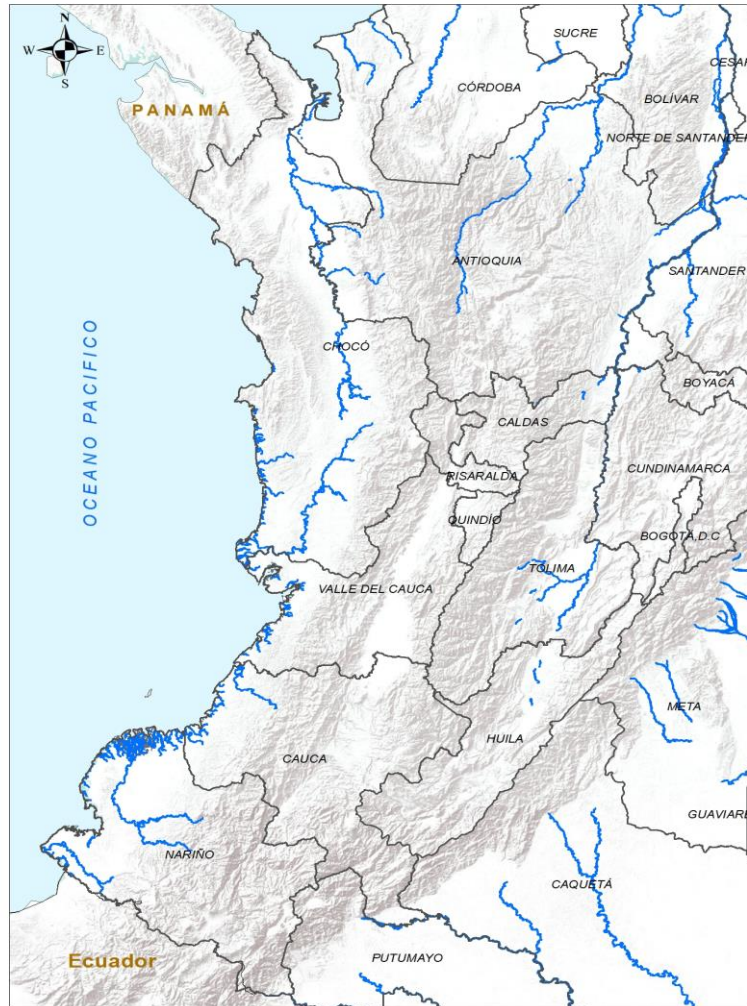 N
W E
S
SUCRE
CESAR
CÓRDOBA
BOLÍVAR
PANAMÁ
NORTE DE SANTANDER
ANTIOQUIA
SANTANDER
OCEANO PACIFICO
CHOCÓ
BOYACÁ
CALDAS
CUNDINAMARCA
RISARALDA
QUINDÍO
BOGOTÁ, D.C
TOLIMA
VALLE DEL CAUCA
META
HUILA
CAUCA
GUAVIARE
NARIÑO
CAQUETÁ
PUTUMAYO
Ecuador